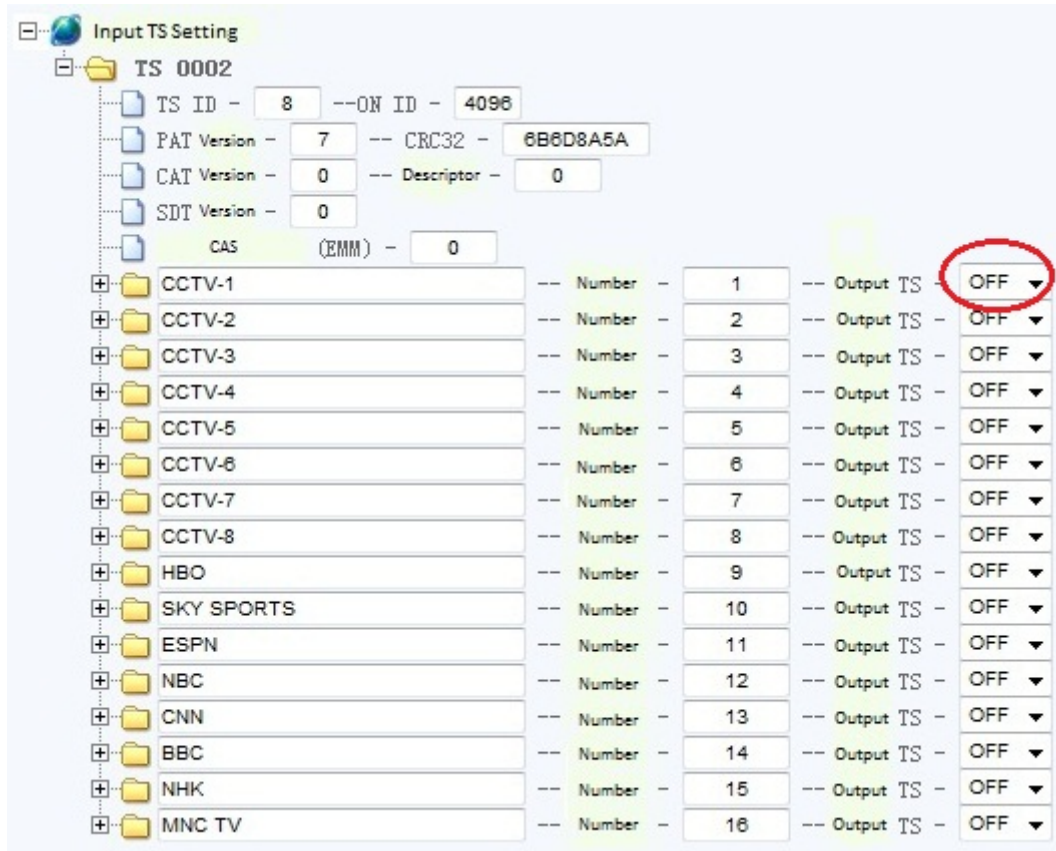 Input TS Setting
TS 0002
TS ID - 8 --ON ID - 4096
PAT Version - 7 -- CRC32 - 6B6D8A5A
CAT Version - 0 -- Descriptor - 0
SDT Version - 0
CAS (EMM) - 0
CCTV-1 -- Number - 1 -- Output TS - OFF
CCTV-2 -- Number - 2 -- Output TS - OFF
CCTV-3 -- Number - 3 -- Output TS - OFF
CCTV-4 -- Number - 4 -- Output TS - OFF
CCTV-5 -- Number - 5 -- Output TS - OFF
CCTV-6 -- Number - 6 -- Output TS - OFF
CCTV-7 -- Number - 7 -- Output TS - OFF
CCTV-8 -- Number - 8 -- Output TS - OFF
HBO -- Number - 9 -- Output TS - OFF
SKY SPORTS -- Number - 10 -- Output TS - OFF
ESPN -- Number - 11 -- Output TS - OFF
NBC -- Number - 12 -- Output TS - OFF
CNN -- Number - 13 -- Output TS - OFF
BBC -- Number - 14 -- Output TS - OFF
NHK -- Number - 15 -- Output TS - OFF
MNC TV -- Number - 16 -- Output TS - OFF